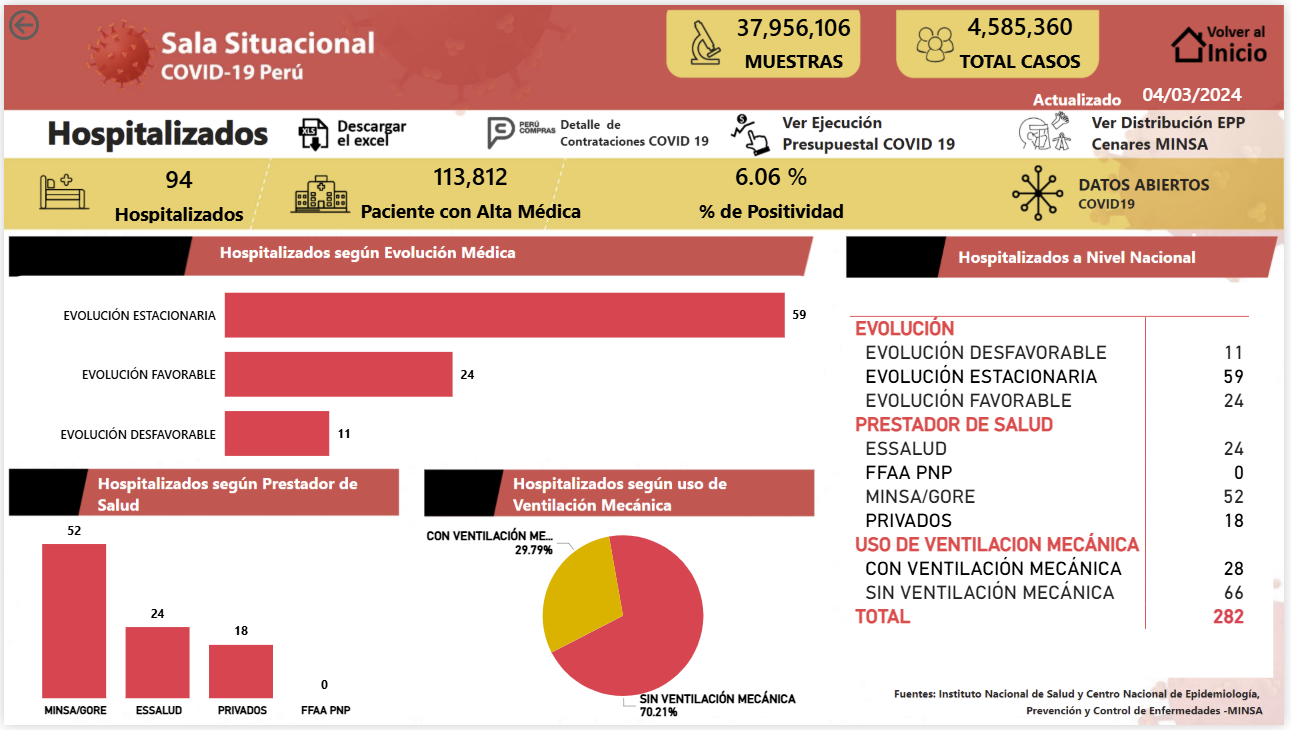 Sala Situacional
COVID-19 Perú
37,956,106
MUESTRAS
4,585,360
TOTAL CASOS
Volver al
Inicio
Actualizado 04/03/2024
Hospitalizados
XLS
Descargar
el excel
PERÚ
COMPRAS
Detalle de
Contrataciones COVID 19
Ver Ejecución
Presupuestal COVID 19
Ver Distribución EPP
Cenares MINSA
94
Hospitalizados
113,812
Paciente con Alta Médica
6.06 %
% de Positividad
DATOS ABIERTOS
COVID19
Hospitalizados según Evolución Médica
EVOLUCIÓN ESTACIONARIA 59
EVOLUCIÓN FAVORABLE 24
EVOLUCIÓN DESFAVORABLE 11
Hospitalizados según Prestador de
Salud
52
24
18
0
MINSA/GORE ESSALUD PRIVADOS FFAA PNP
Hospitalizados según uso de
Ventilación Mecánica
CON VENTILACIÓN ME...
29.79%
SIN VENTILACIÓN MECÁNICA
70.21%
Hospitalizados a Nivel Nacional
EVOLUCIÓN
EVOLUCIÓN DESFAVORABLE 11
EVOLUCIÓN ESTACIONARIA 59
EVOLUCIÓN FAVORABLE 24
PRESTADOR DE SALUD
ESSALUD 24
FFAA PNP 0
MINSA/GORE 52
PRIVADOS 18
USO DE VENTILACION MECÁNICA
CON VENTILACIÓN MECÁNICA 28
SIN VENTILACIÓN MECÁNICA 66
TOTAL 282
Fuentes: Instituto Nacional de Salud y Centro Nacional de Epidemiología,
Prevención y Control de Enfermedades -MINSA